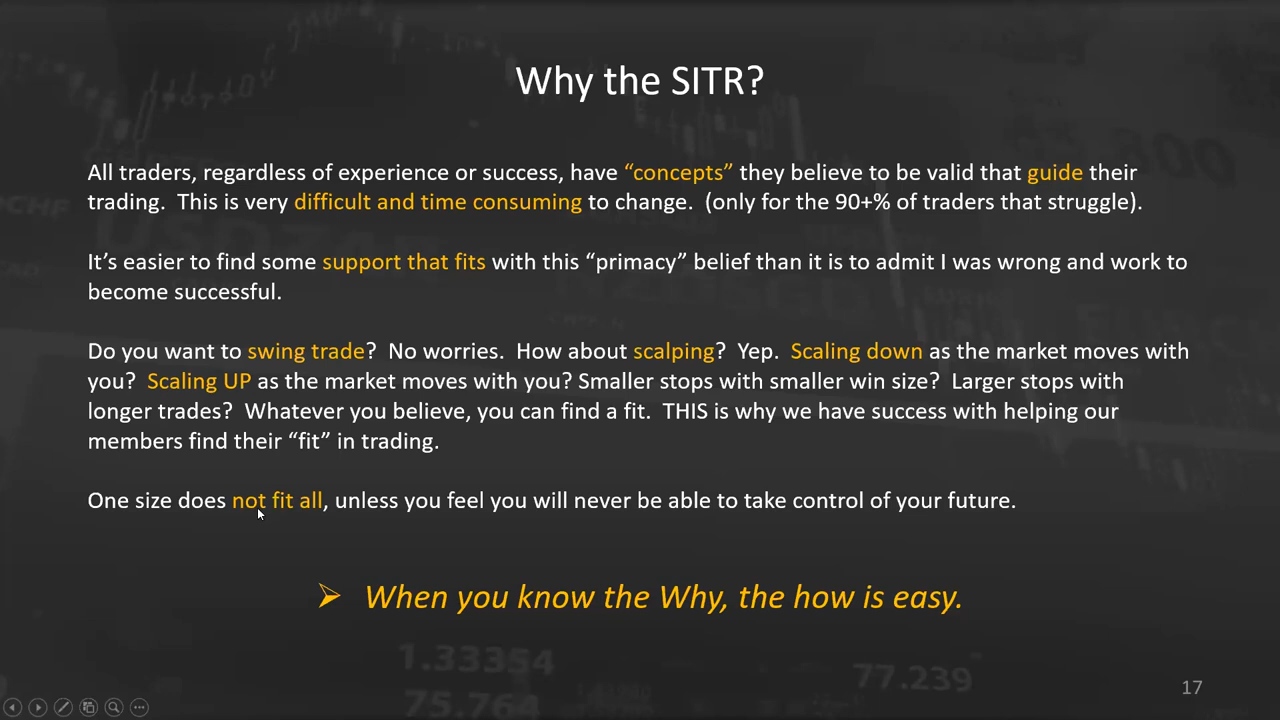 Why the SITR?
All traders, regardless of experience or success, have “concepts” they believe to be valid that guide their
trading.  This is very difficult and time consuming to change.  (only for the 90+% of traders that struggle).
It’s easier to find some support that fits with this “primacy” belief than it is to admit I was wrong and work to
become successful.
Do you want to swing trade?  No worries.  How about scalping?  Yep.  Scaling down as the market moves with
you?  Scaling UP as the market moves with you? Smaller stops with smaller win size?  Larger stops with
longer trades?  Whatever you believe, you can find a fit.  THIS is why we have success with helping our
members find their “fit” in trading.
One size does not fit all, unless you feel you will never be able to take control of your future.
➢ When you know the Why, the how is easy.
1.33354
77.239
75.764
17